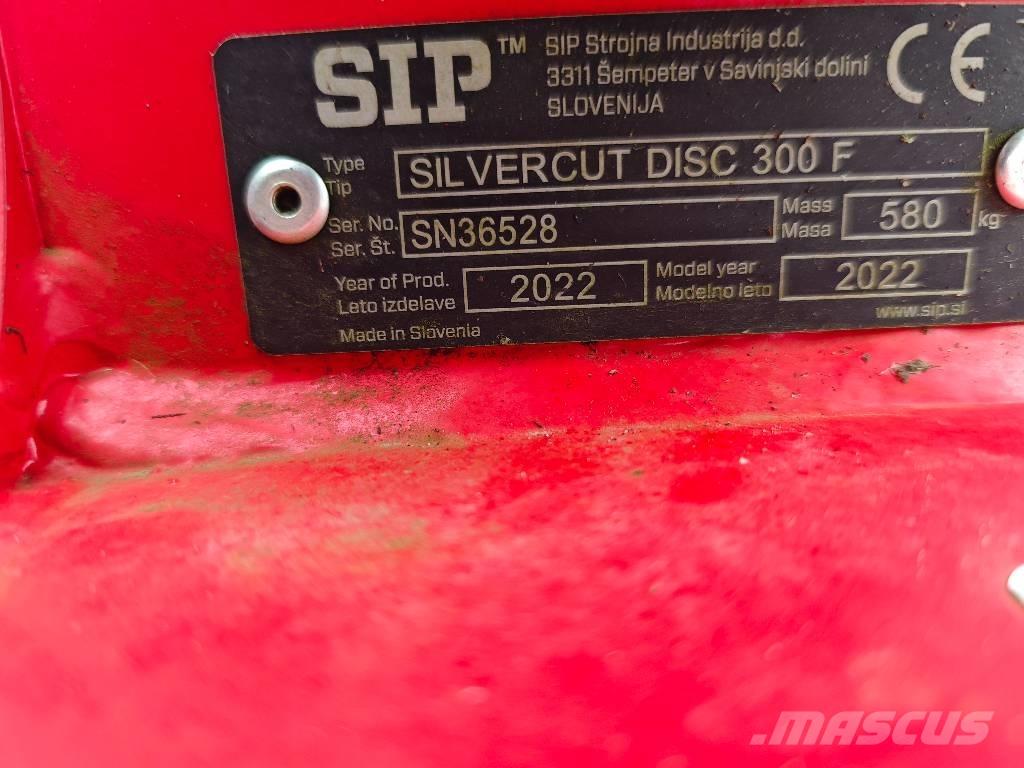 SIP™
SIP Strojna Industrija d.d.
3311 Šempeter v Savinjski dolini
SLOVENIJA
CE
Type
Tip
SILVERCUT DISC 300 F
Ser. No.
Ser. Št.
SN36528
Mass
Masa
580
kg
Year of Prod.
Leto izdelave
2022
Model year
Modelno leto
2022
Made in Slovenia
www.sip.si
MASCUS